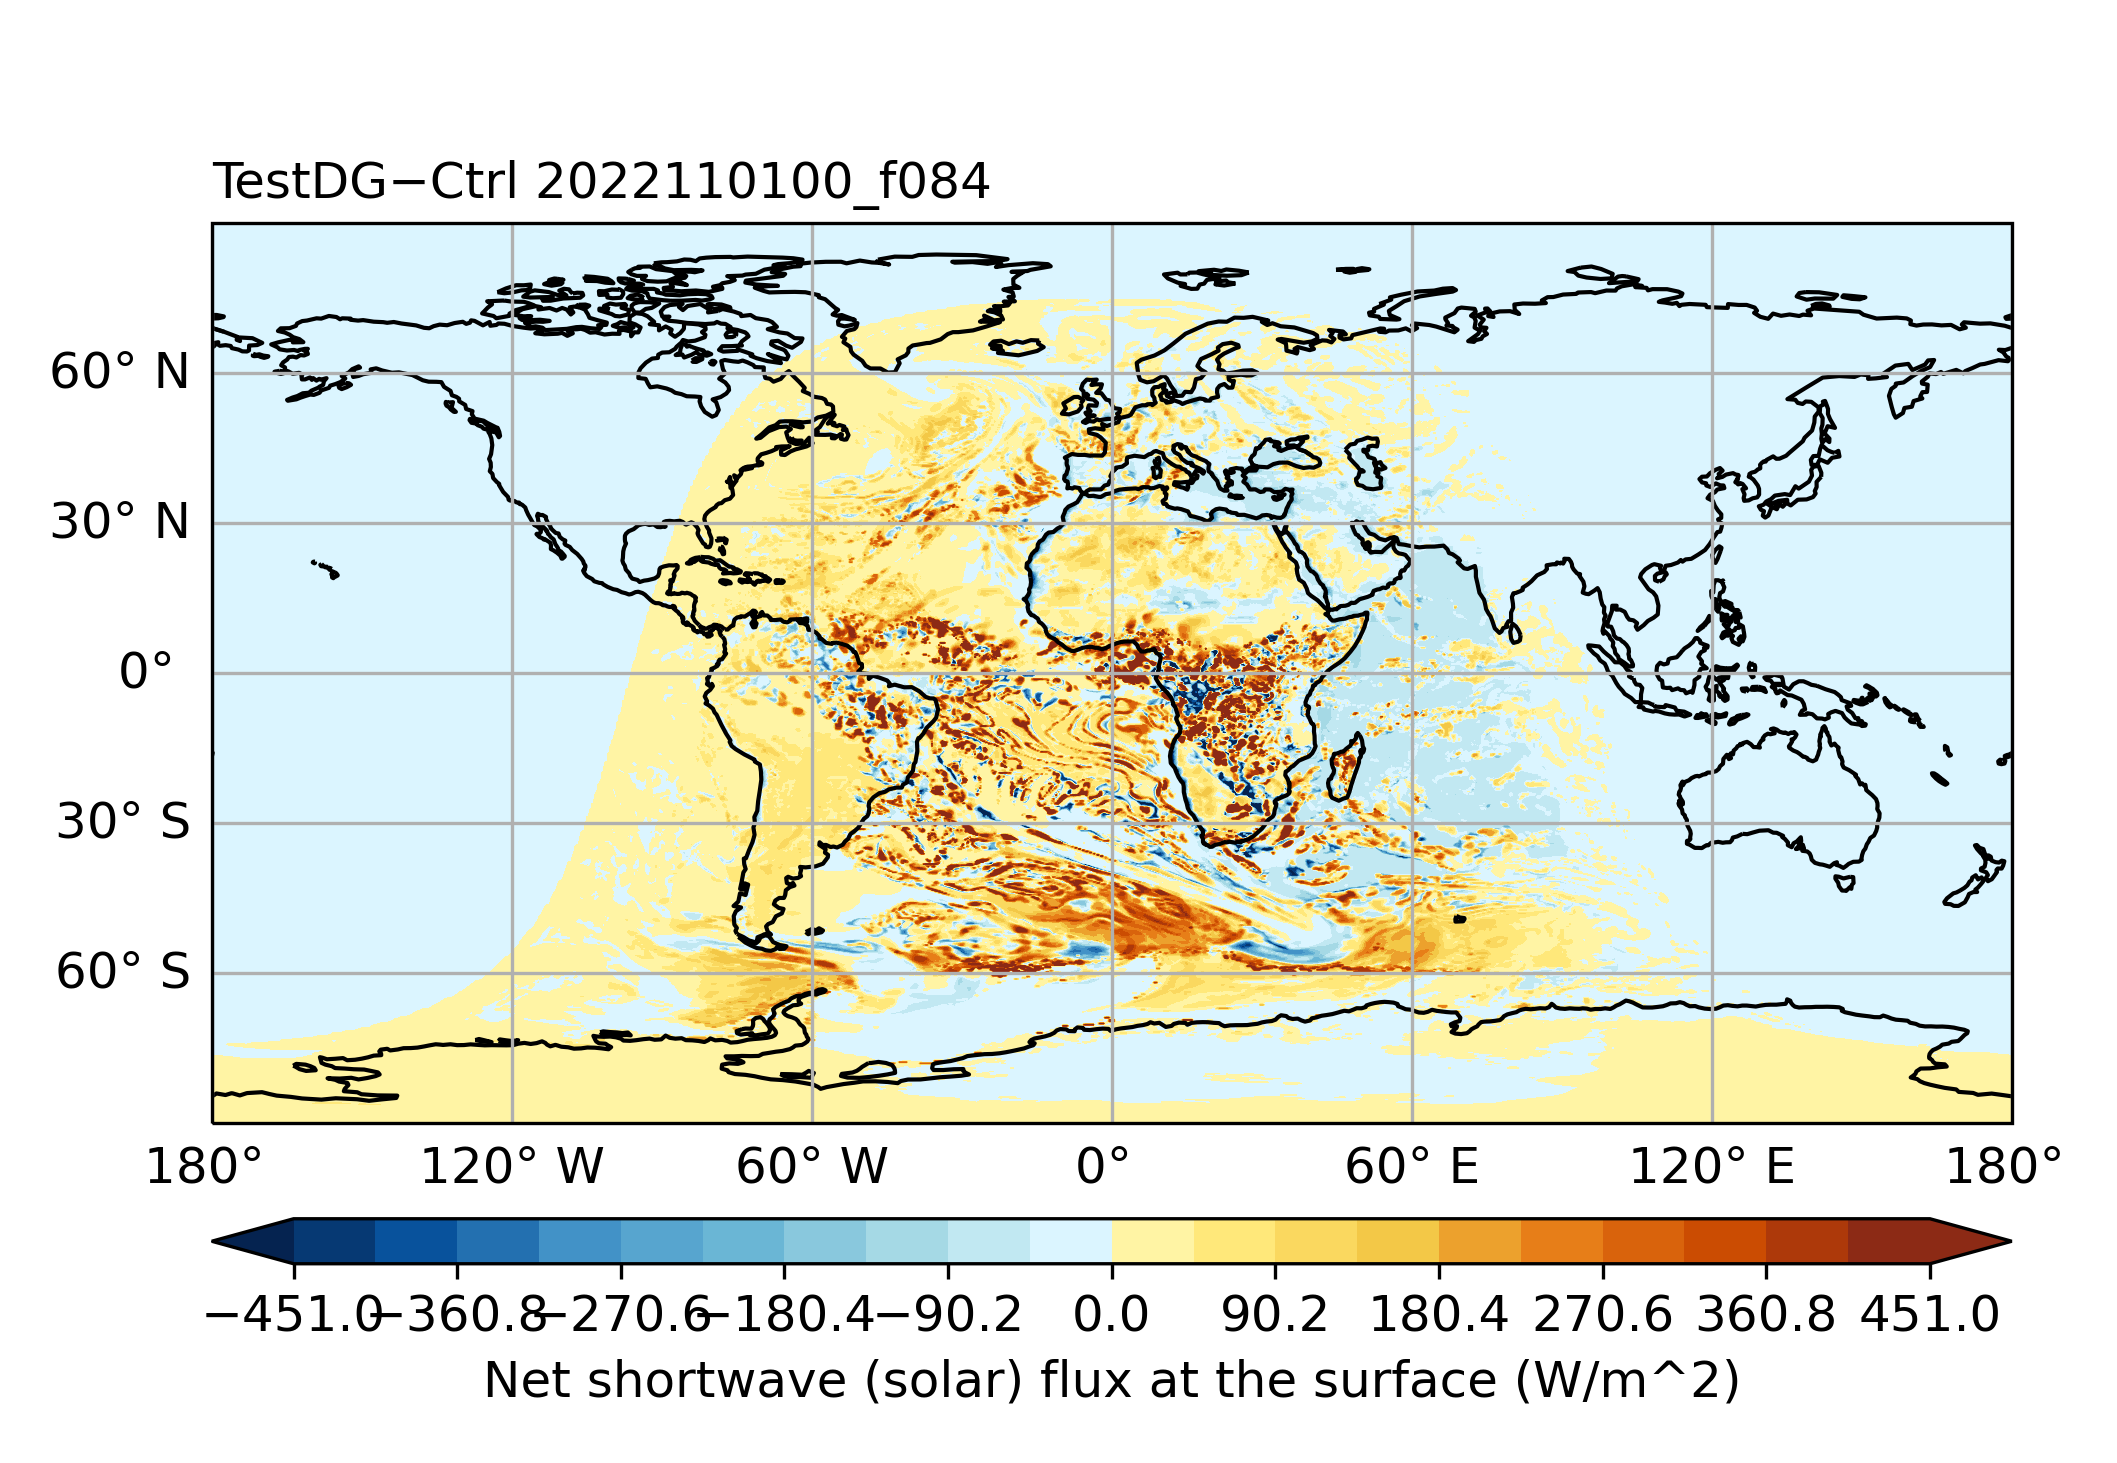 TestDG−Ctrl 2022110100_f084
60° N
30° N
0°
30° S
60° S
180° 120° W 60° W 0° 60° E 120° E 180°
−451.0 −360.8 −270.6 −180.4 −90.2 0.0 90.2 180.4 270.6 360.8 451.0
Net shortwave (solar) flux at the surface (W/m^2)